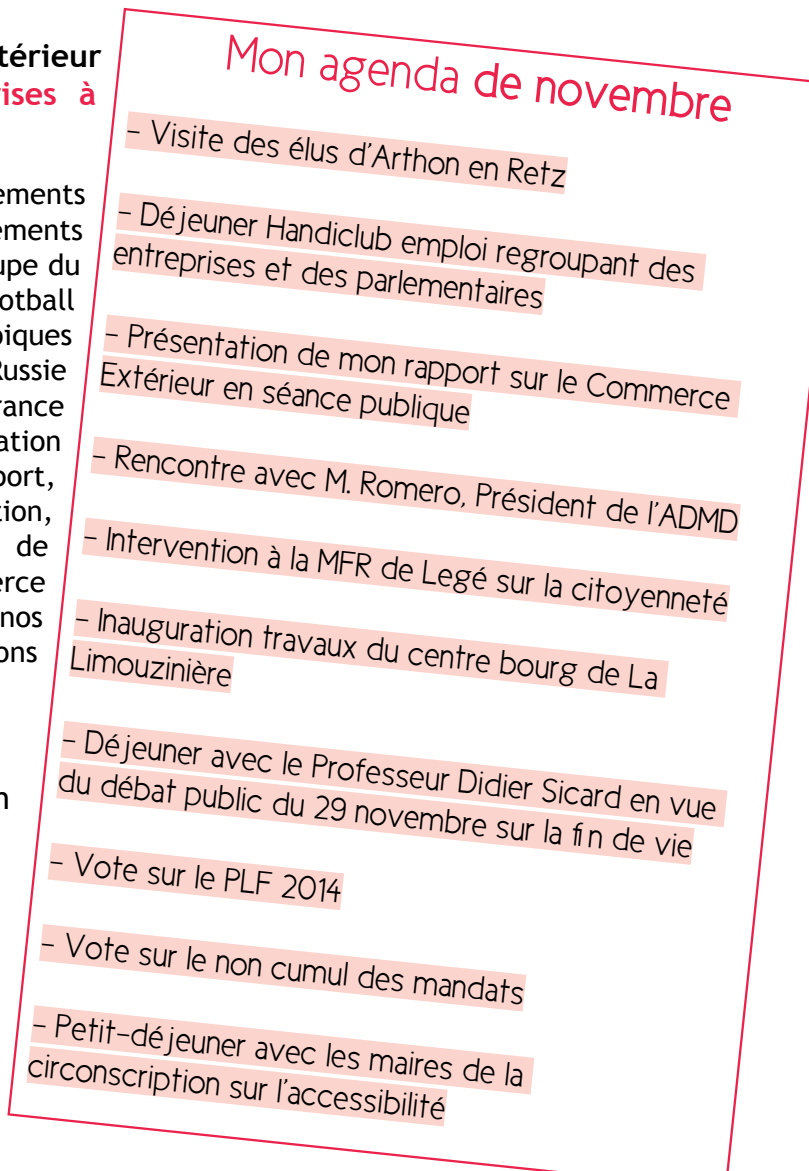 térieur
ises à
ements
ements
upe du
ootball
piques
Russie
rance
ation
port,
tion,
de
erce
nos
ons
n
Mon agenda de novembre
– Visite des élus d'Arthon en Retz
– Déjeuner Handiclub emploi regroupant des
entreprises et des parlementaires
– Présentation de mon rapport sur le Commerce
Extérieur en séance publique
– Rencontre avec M. Romero, Président de l'ADMD
– Intervention à la MFR de Legé sur la citoyenneté
– Inauguration travaux du centre bourg de La
Limouzinière
– Déjeuner avec le Professeur Didier Sicard en vue
du débat public du 29 novembre sur la fin de vie
– Vote sur le PLF 2014
– Vote sur le non cumul des mandats
– Petit-déjeuner avec les maires de la
circonscription sur l'accessibilité